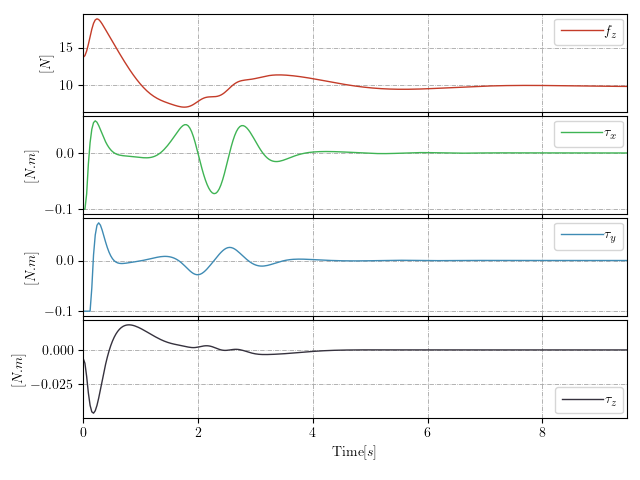 [N]
15
10
f_z
[N.m]
0.0
−0.1
τ_x
[N.m]
0.0
−0.1
τ_y
[N.m]
0.000
−0.025
τ_z
0 2 4 6 8
Time[s]